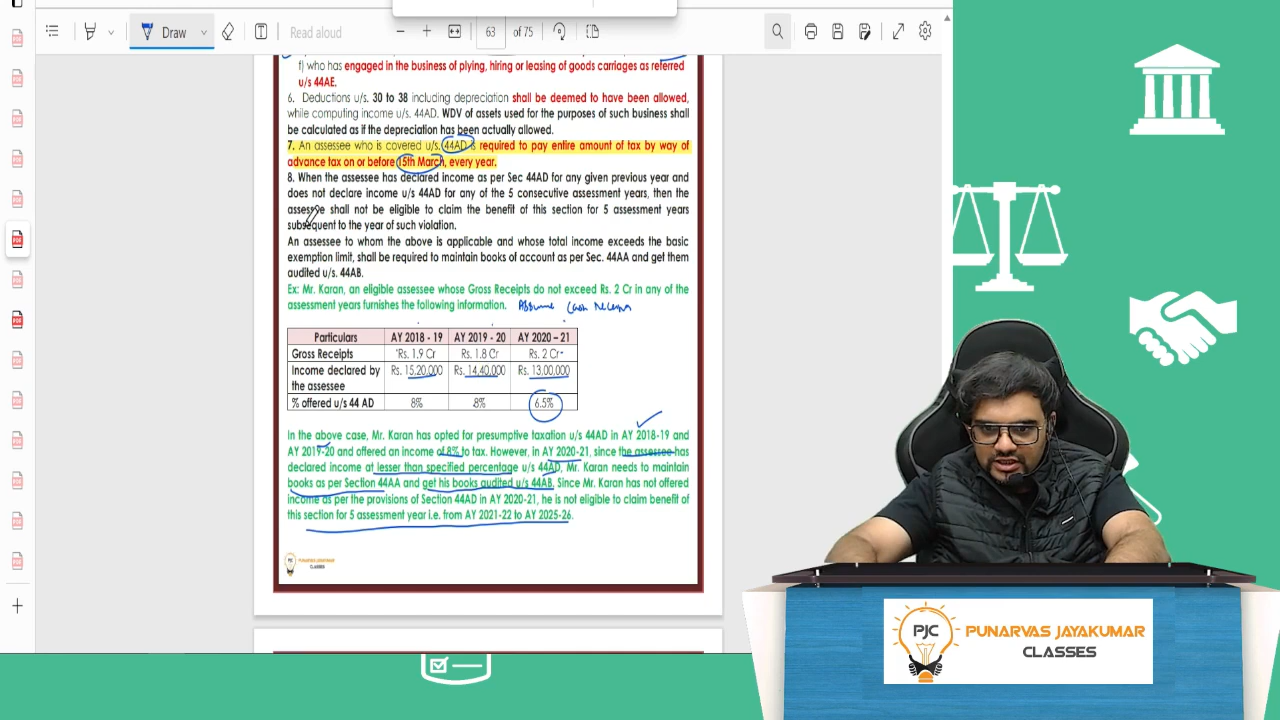 Draw
Read aloud
63
of 75
f) who has engaged in the business of plying, hiring or leasing of goods carriages as referred
u/s 44AE.
6. Deductions u/s. 30 to 38 including depreciation shall be deemed to have been allowed,
while computing income u/s. 44AD. WDV of assets used for the purposes of such business shall
be calculated as if the depreciation has been actually allowed.
7. An assessee who is covered u/s. 44AD is required to pay entire amount of tax by way of
advance tax on or before 15th March, every year.
8. When the assessee has declared income as per Sec 44AD for any given previous year and
does not declare income u/s 44AD for any of the 5 consecutive assessment years, then the
assessee shall not be eligible to claim the benefit of this section for 5 assessment years
subsequent to the year of such violation.
An assessee to whom the above is applicable and whose total income exceeds the basic
exemption limit, shall be required to maintain books of account as per Sec. 44AA and get them
audited u/s. 44AB.
Ex: Mr. Karan, an eligible assessee whose Gross Receipts do not exceed Rs. 2 Cr in any of the
assessment years furnishes the following information.
Assume Cash
Particulars AY 2018 - 19 AY 2019 - 20 AY 2020 – 21
Gross Receipts Rs. 1.9 Cr Rs. 1.8 Cr Rs. 2 Cr
Income declared by Rs. 15,20,000 Rs. 14,40,000 Rs. 13,00,000
the assessee
% offered u/s 44 AD 8% 8% 6.5%
In the above case, Mr. Karan has opted for presumptive taxation u/s 44AD in AY 2018-19 and
AY 2019-20 and offered an income of 8% to tax. However, in AY 2020-21, since the assessee has
declared income at lesser than specified percentage u/s 44AD, Mr. Karan needs to maintain
books as per Section 44AA and get his books audited u/s 44AB. Since Mr. Karan has not offered
income as per the provisions of Section 44AD in AY 2020-21, he is not eligible to claim benefit of
this section for 5 assessment year i.e. from AY 2021-22 to AY 2025-26.
PJC
PUNARVAS JAYAKUMAR
CLASSES
PJC
PUNARVAS JAYAKUMAR
CLASSES